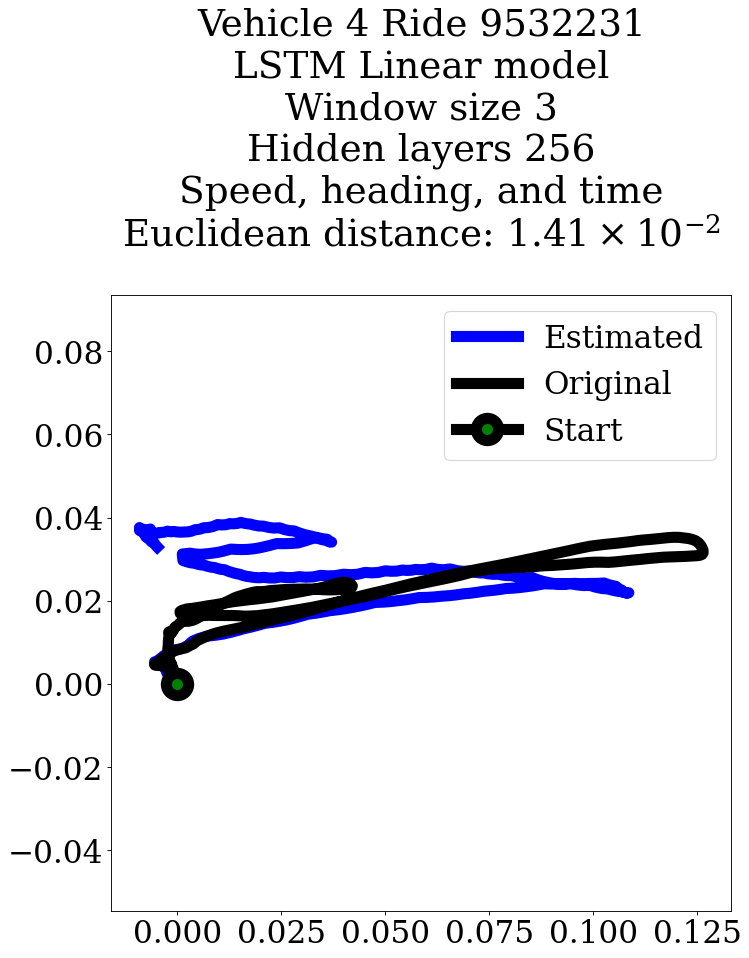 Vehicle 4 Ride 9532231
LSTM Linear model
Window size 3
Hidden layers 256
Speed, heading, and time
Euclidean distance: 1.41 × 10⁻²
Estimated
Original
Start
0.08
0.06
0.04
0.02
0.00
−0.02
−0.04
0.000 0.025 0.050 0.075 0.100 0.125